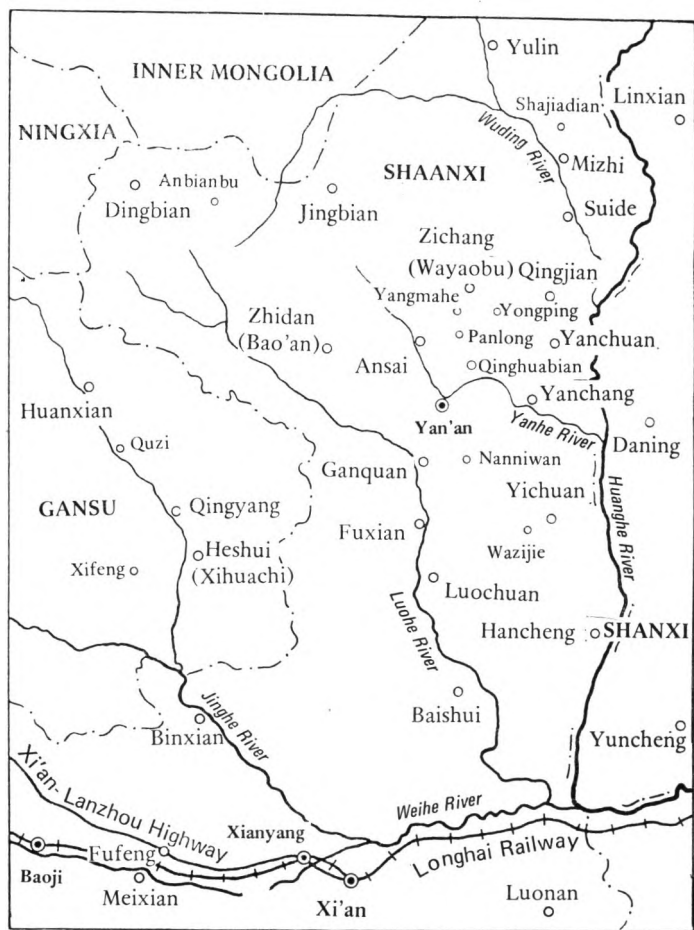 Yulin
INNER MONGOLIA
Shajiadian
Linxian
NINGXIA
Wuding River
SHAANXI
Mizhi
Anbianbu
Dingbian
Jingbian
Suide
Zichang
(Wayaobu)
Qingjian
Yangmahe
Yongping
Zhidan
(Bao'an)
Panlong
Yanchuan
Ansai
Qinghuabian
Huanxian
Yanchang
Yan'an
Yanhe River
Daning
Quzi
Ganquan
Nanniwan
Yichuan
Huanghe River
GANSU
Qingyang
Fuxian
Wazijie
Heshui
(Xihuachi)
Xifeng
Luochuan
Luohe River
Hancheng
SHANXI
Jinghe River
Baishui
Binxian
Yuncheng
Xi'an-Lanzhou Highway
Weihe River
Xianyang
Fufeng
Longhai Railway
Baoji
Meixian
Xi'an
Luonan